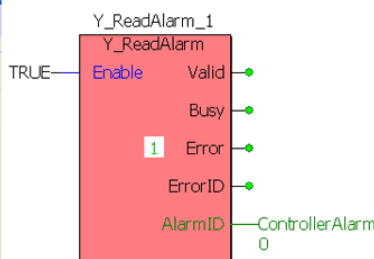 Y_ReadAlarm_1
Y_ReadAlarm
TRUE Enable Valid
Busy
1 Error
ErrorID
AlarmID ControllerAlarm
0